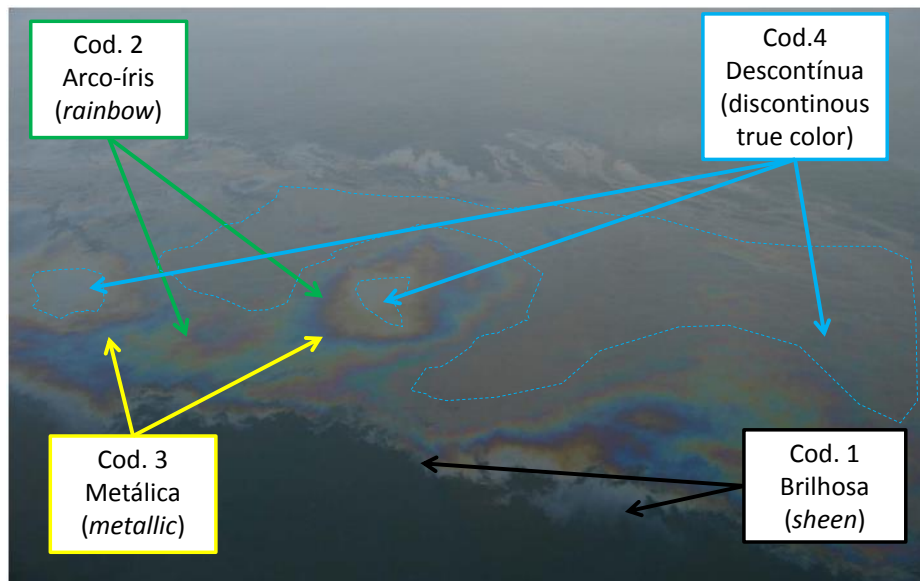 Cod. 2
Arco-íris
(rainbow)
Cod.4
Descontínua
(discontinous
true color)
Cod. 3
Metálica
(metallic)
Cod. 1
Brilhosa
(sheen)